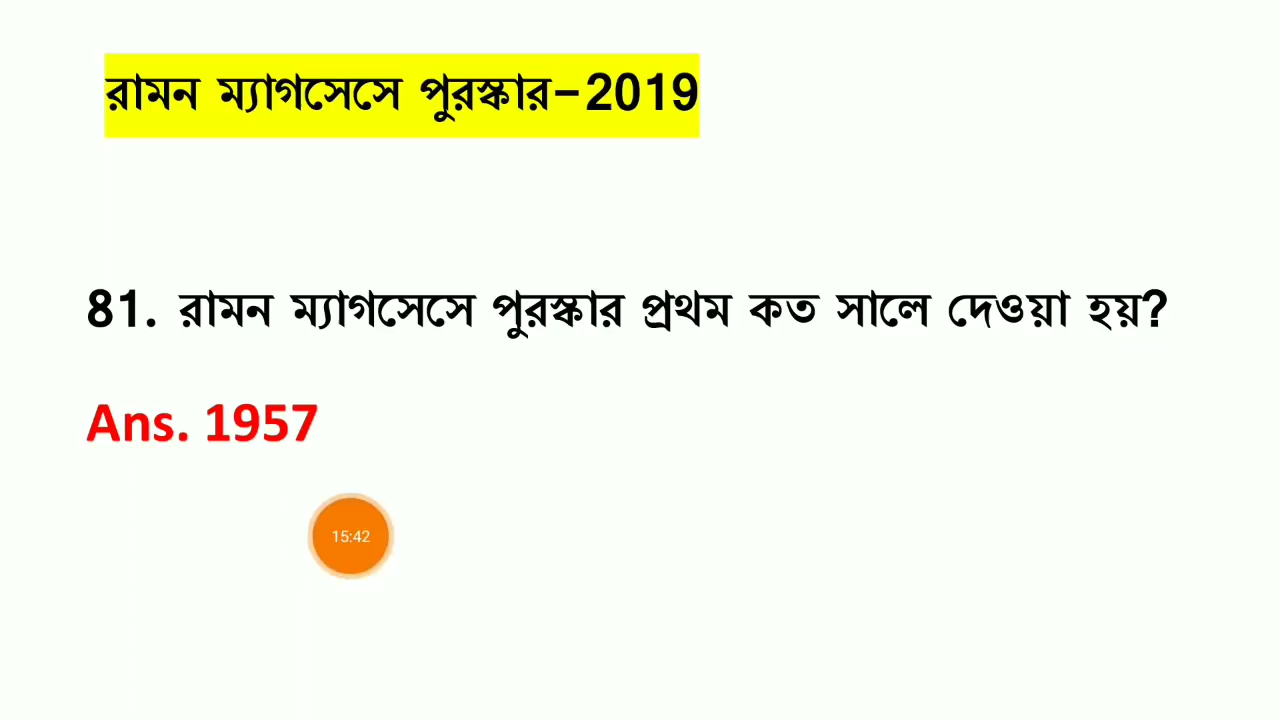 রামন ম্যাগসেসে পুরস্কার-2019
81. রামন ম্যাগসেসে পুরস্কার প্রথম কত সালে দেওয়া হয়?
Ans. 1957
15:42